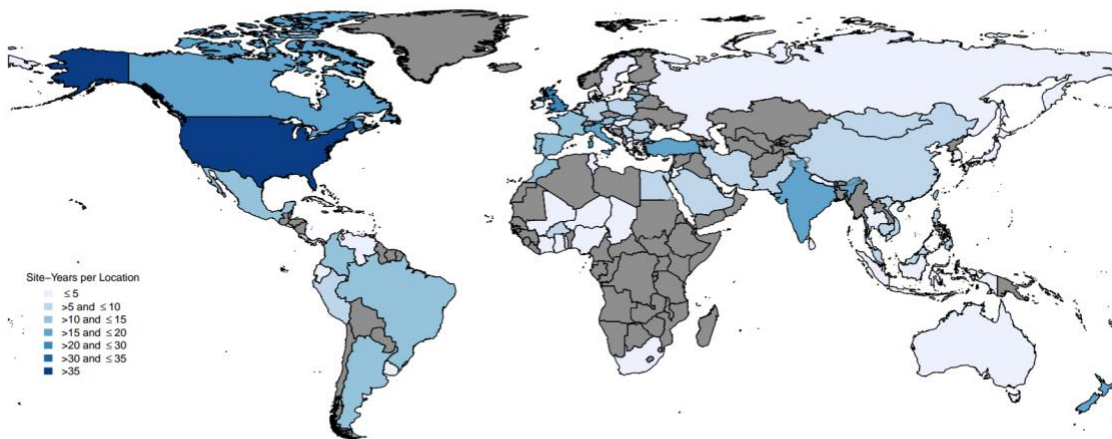 Site−Years per Location
≤ 5
>5 and ≤ 10
>10 and ≤ 15
>15 and ≤ 20
>20 and ≤ 30
>30 and ≤ 35
>35